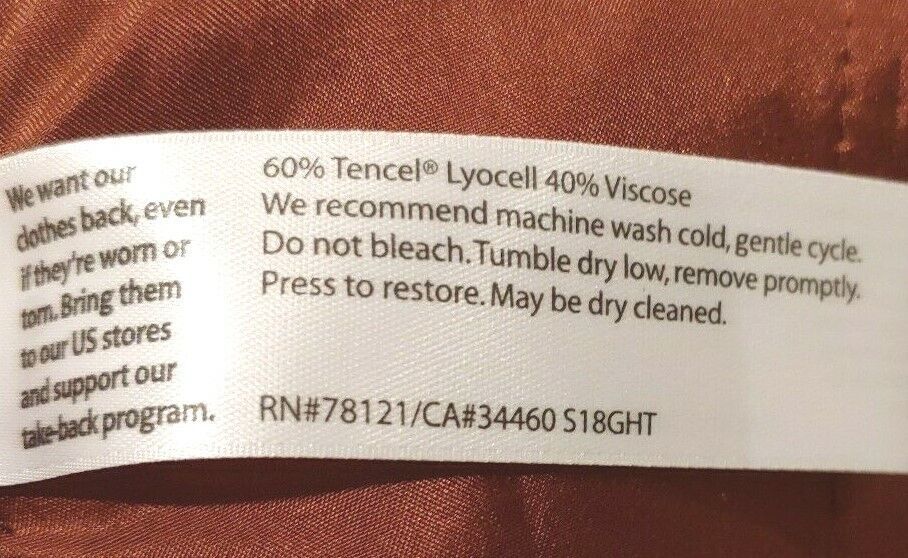 We want our
clothes back, even
if they're worn or
torn. Bring them
to our US stores
and support our
take-back program.
60% Tencel® Lyocell 40% Viscose
We recommend machine wash cold, gentle cycle.
Do not bleach. Tumble dry low, remove promptly.
Press to restore. May be dry cleaned.
RN#78121/CA#34460 S18GHT